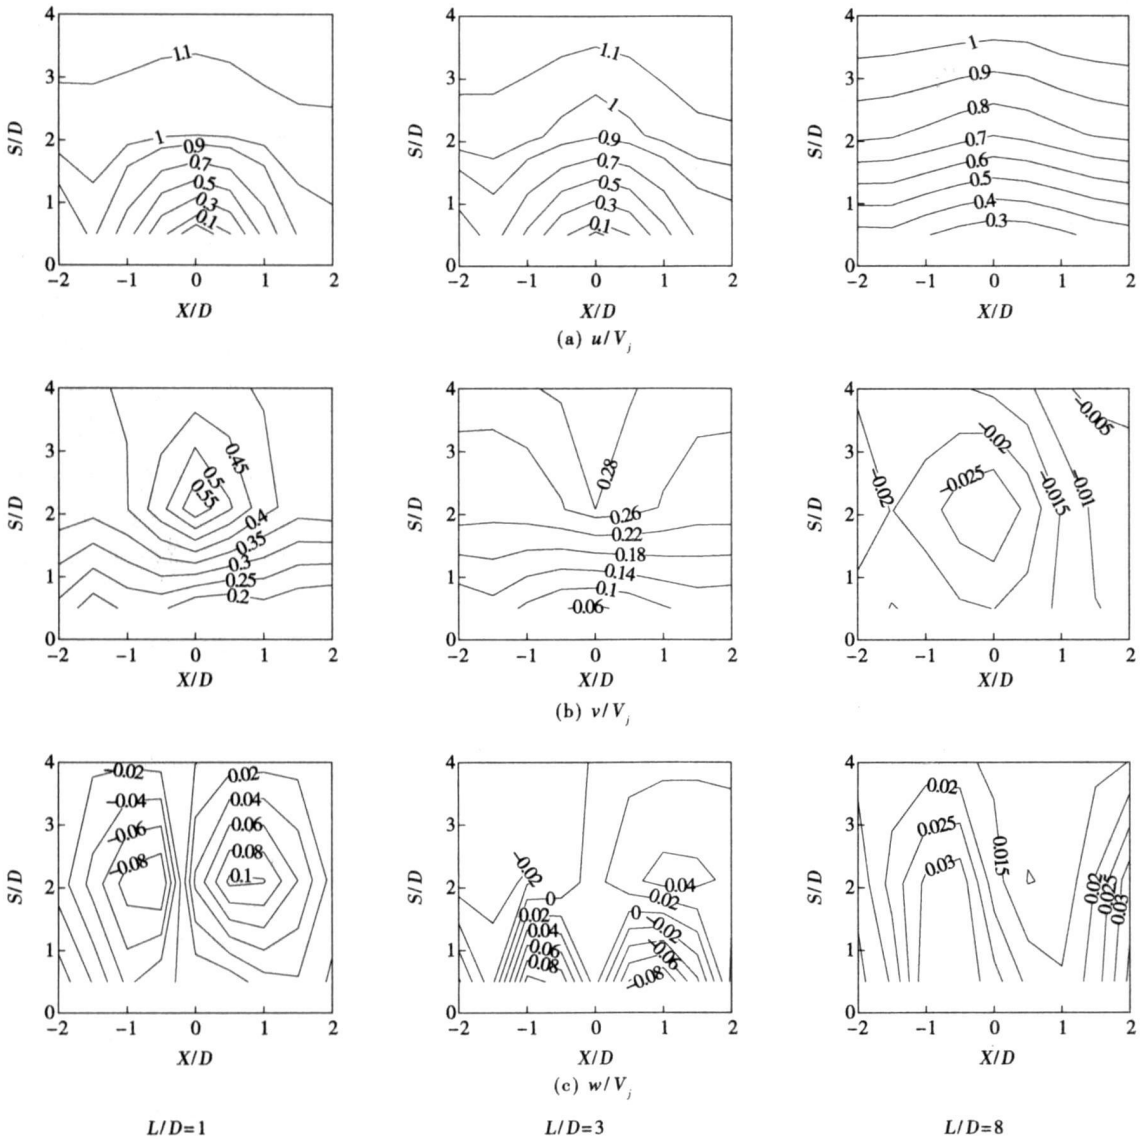 4 4 4
1.1 1.1 1
3 3 3 0.9
S/D S/D S/D
1 0.8
2 1 0.9 2 0.9 2 0.7
0.7 0.7 0.6
0.5 0.5 0.5
1 0.3 1 0.3 1 0.4
0.1 0.1 0.3
0 0 0
−2 −1 0 1 2 −2 −1 0 1 2 −2 −1 0 1 2
X/D X/D X/D
(a) u/Vj
4 4 4
−0.005
3 0.45 3 3 −0.02
S/D S/D S/D
0.5 0.28 −0.02 −0.025 −0.015 −0.01
0.55
2 0.4 2 0.26 2
0.35 0.22
0.3 0.18
1 0.25 1 0.14 1
0.2 0.1
0.06
0 0 0
−2 −1 0 1 2 −2 −1 0 1 2 −2 −1 0 1 2
X/D X/D X/D
(b) v/Vj
4 −0.02 0.02 4 4
−0.04 0.04 0.02
3 −0.06 0.06 3 3 0.025
S/D S/D S/D
−0.08 0.08 −0.02 0.03 0.015
0.1 0.04 0.02 0.025 0.03
2 2 0 0.02 2
0.02 0 −0.02
0.04
1 1 0.06 −0.06 1
0.08 −0.08
0 0 0
−2 −1 0 1 2 −2 −1 0 1 2 −2 −1 0 1 2
X/D X/D X/D
(c) w/Vj
L/D=1 L/D=3 L/D=8